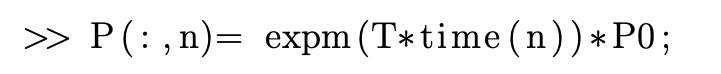 >> P(:,n)= expm(T*time(n))*P0;